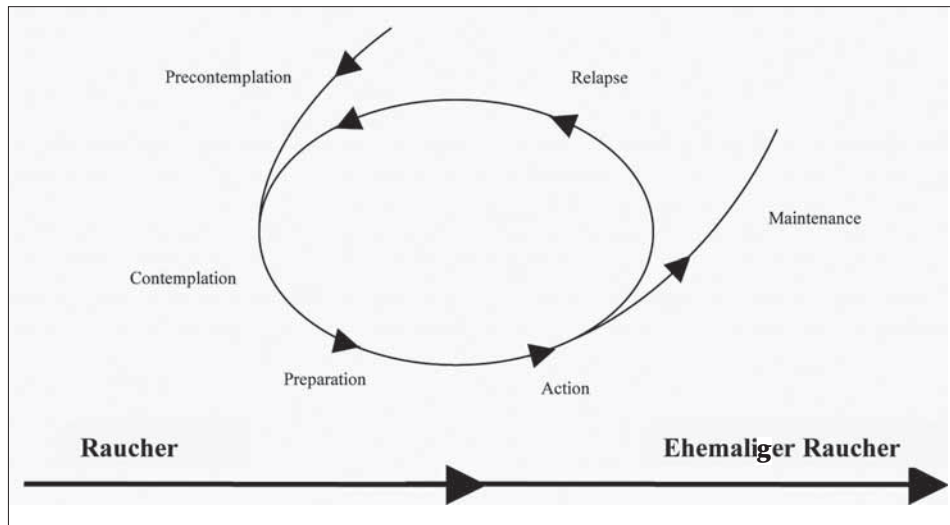 Precontemplation
Relapse
Maintenance
Contemplation
Preparation
Action
Raucher
Ehemaliger Raucher